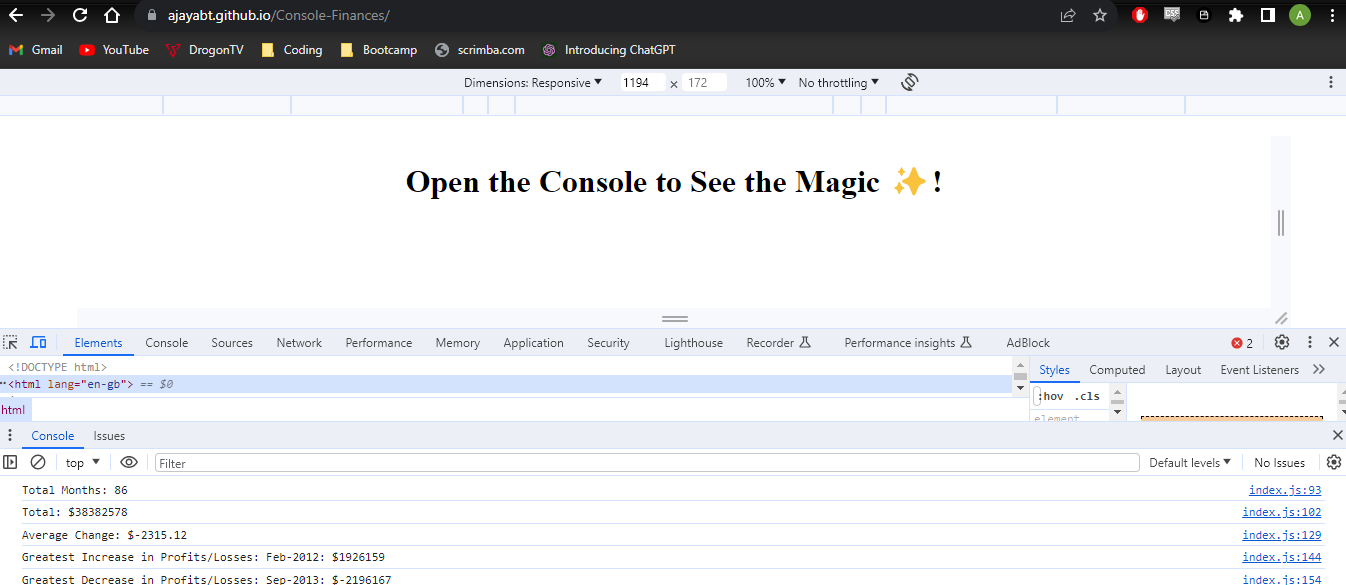 ajayabt.github.io/Console-Finances/
A
Gmail YouTube DrogonTV Coding Bootcamp scrimba.com Introducing ChatGPT
Dimensions: Responsive 1194 x 172 100% No throttling
Open the Console to See the Magic ✨!
Elements Console Sources Network Performance Memory Application Security Lighthouse Recorder Performance insights AdBlock 2
<!DOCTYPE html>
<html lang="en-gb"> == $0
html
Styles Computed Layout Event Listeners
:hov .cls
element
Console Issues
top Filter Default levels No Issues
Total Months: 86 index.js:93
Total: $38382578 index.js:102
Average Change: $-2315.12 index.js:129
Greatest Increase in Profits/Losses: Feb-2012: $1926159 index.js:144
Greatest Decrease in Profits/Losses: Sep-2013: $-2196167 index.js:154